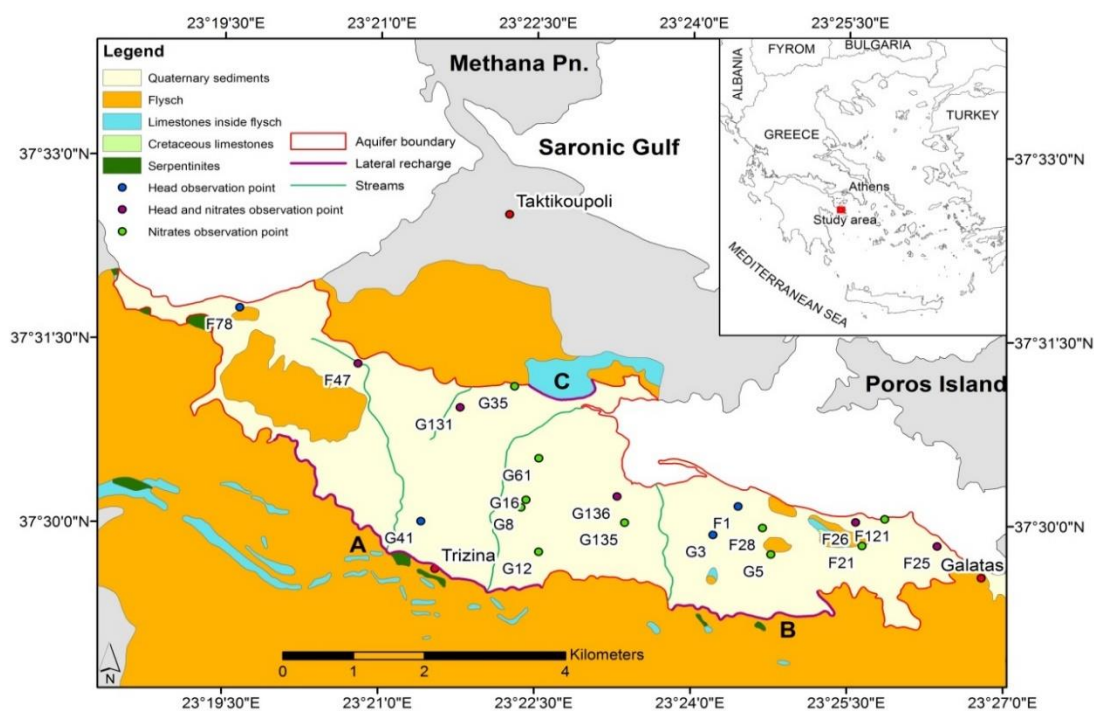 23°19'30"E 23°21'0"E 23°22'30"E 23°24'0"E 23°25'30"E
Legend
Quaternary sediments
Flysch
Limestones inside flysch
Cretaceous limestones
Serpentinites
Head observation point
Head and nitrates observation point
Nitrates observation point
Aquifer boundary
Lateral recharge
Streams
Methana Pn.
Saronic Gulf
Taktikoupoli
ALBANIA
FYROM
BULGARIA
GREECE
TURKEY
Athens
Study area
MEDITERRANEAN SEA
37°33'0"N
37°33'0"N
37°31'30"N
37°31'30"N
37°30'0"N
37°30'0"N
Poros Island
F78
F47
G35
C
G131
G61
G16
G8
G136
G135
G41
A
Trizina
G12
F1
G3
F28
G5
F26
F121
F21
F25
Galatas
B
Kilometers
0 1 2 4
N
23°19'30"E 23°21'0"E 23°22'30"E 23°24'0"E 23°25'30"E 23°27'0"E